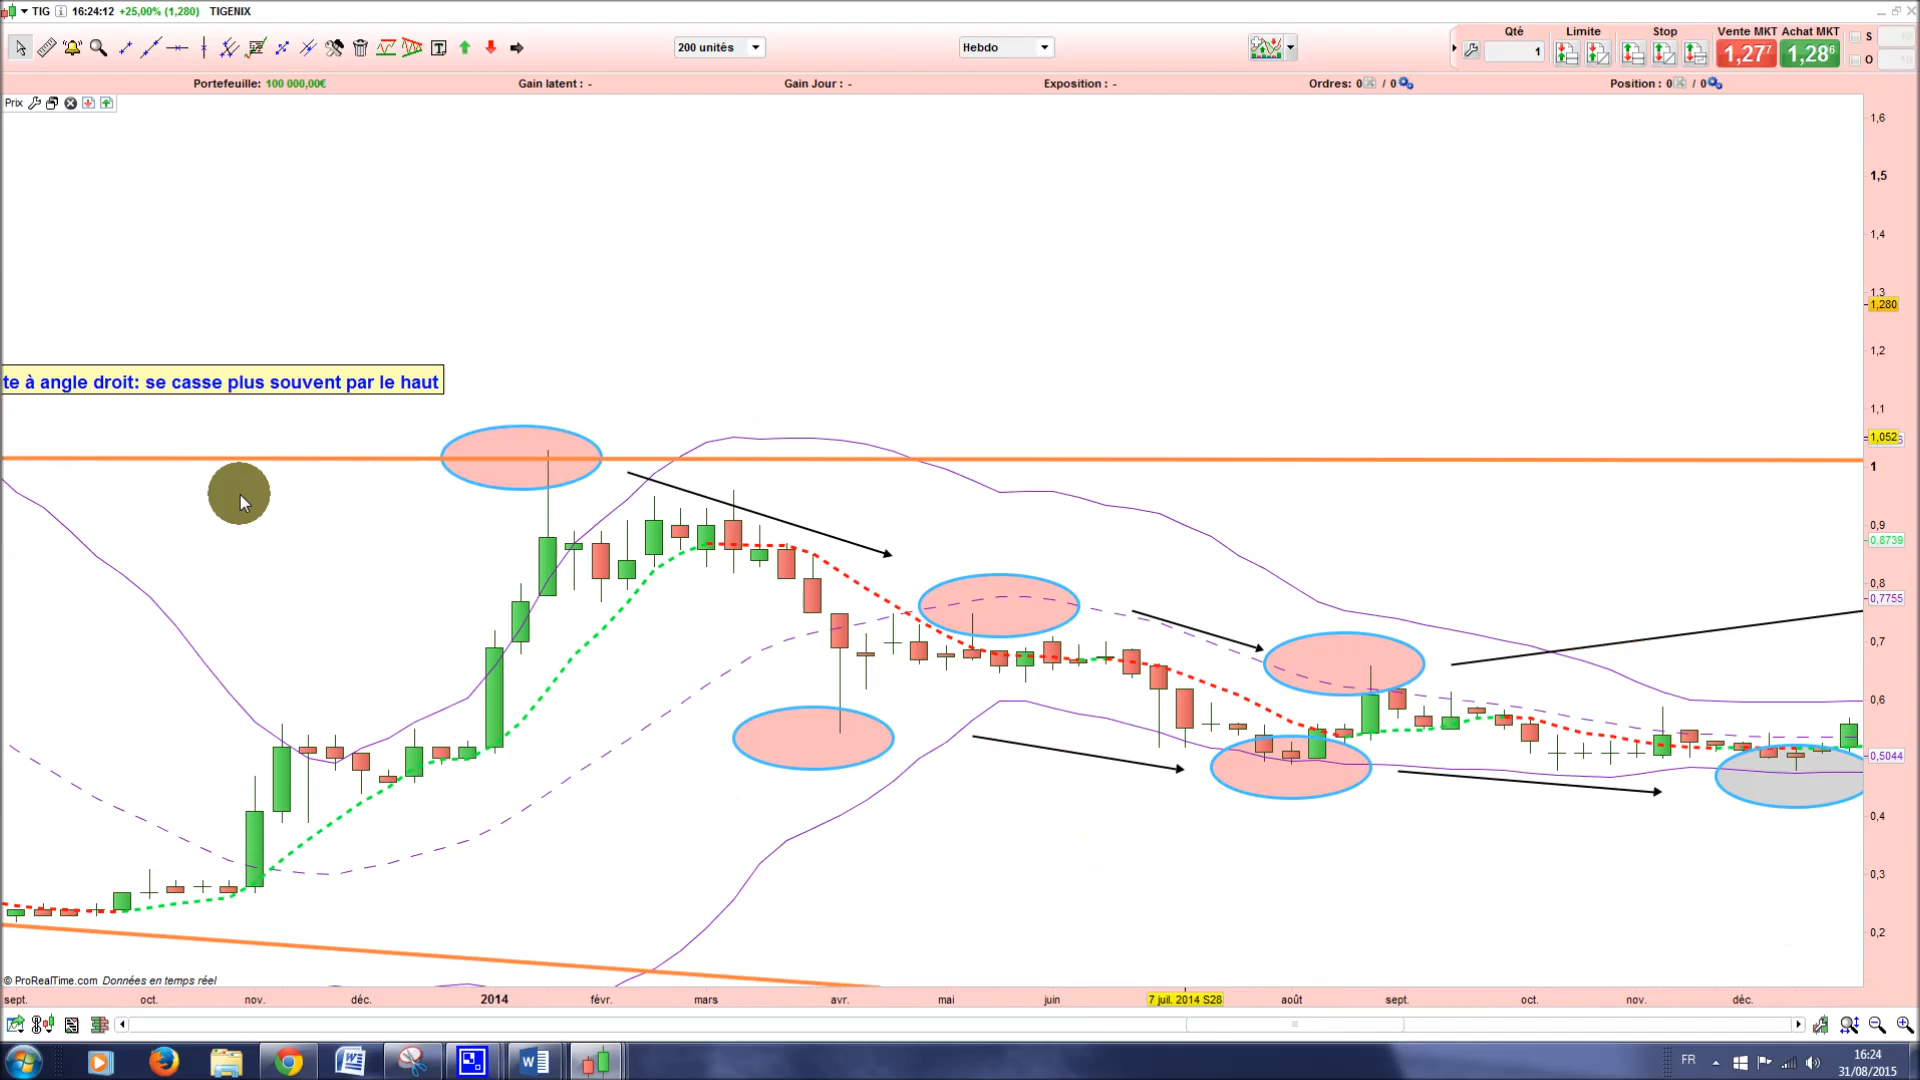 TIG 16:24:12 +25,00% (1,280) TIGENIX
200 unités
Hebdo
Qté
1
Limite
Stop
Vente MKT Achat MKT
1,27⁷ 1,28⁶
S
O
Portefeuille: 100 000,00€
Gain latent : -
Gain Jour : -
Exposition : -
Ordres: 0 / 0
Position : 0 / 0
Prix
te à angle droit: se casse plus souvent par le haut
1,6
1,5
1,4
1,3
1,280
1,2
1,1
1,052
1
0,9
0,8739
0,8
0,7755
0,7
0,6
0,5044
0,4
0,3
0,2
© ProRealTime.com Données en temps réel
sept. oct. nov. déc. 2014 févr. mars avr. mai juin 7 juil. 2014 S28 août sept. oct. nov. déc.
FR
16:24
31/08/2015